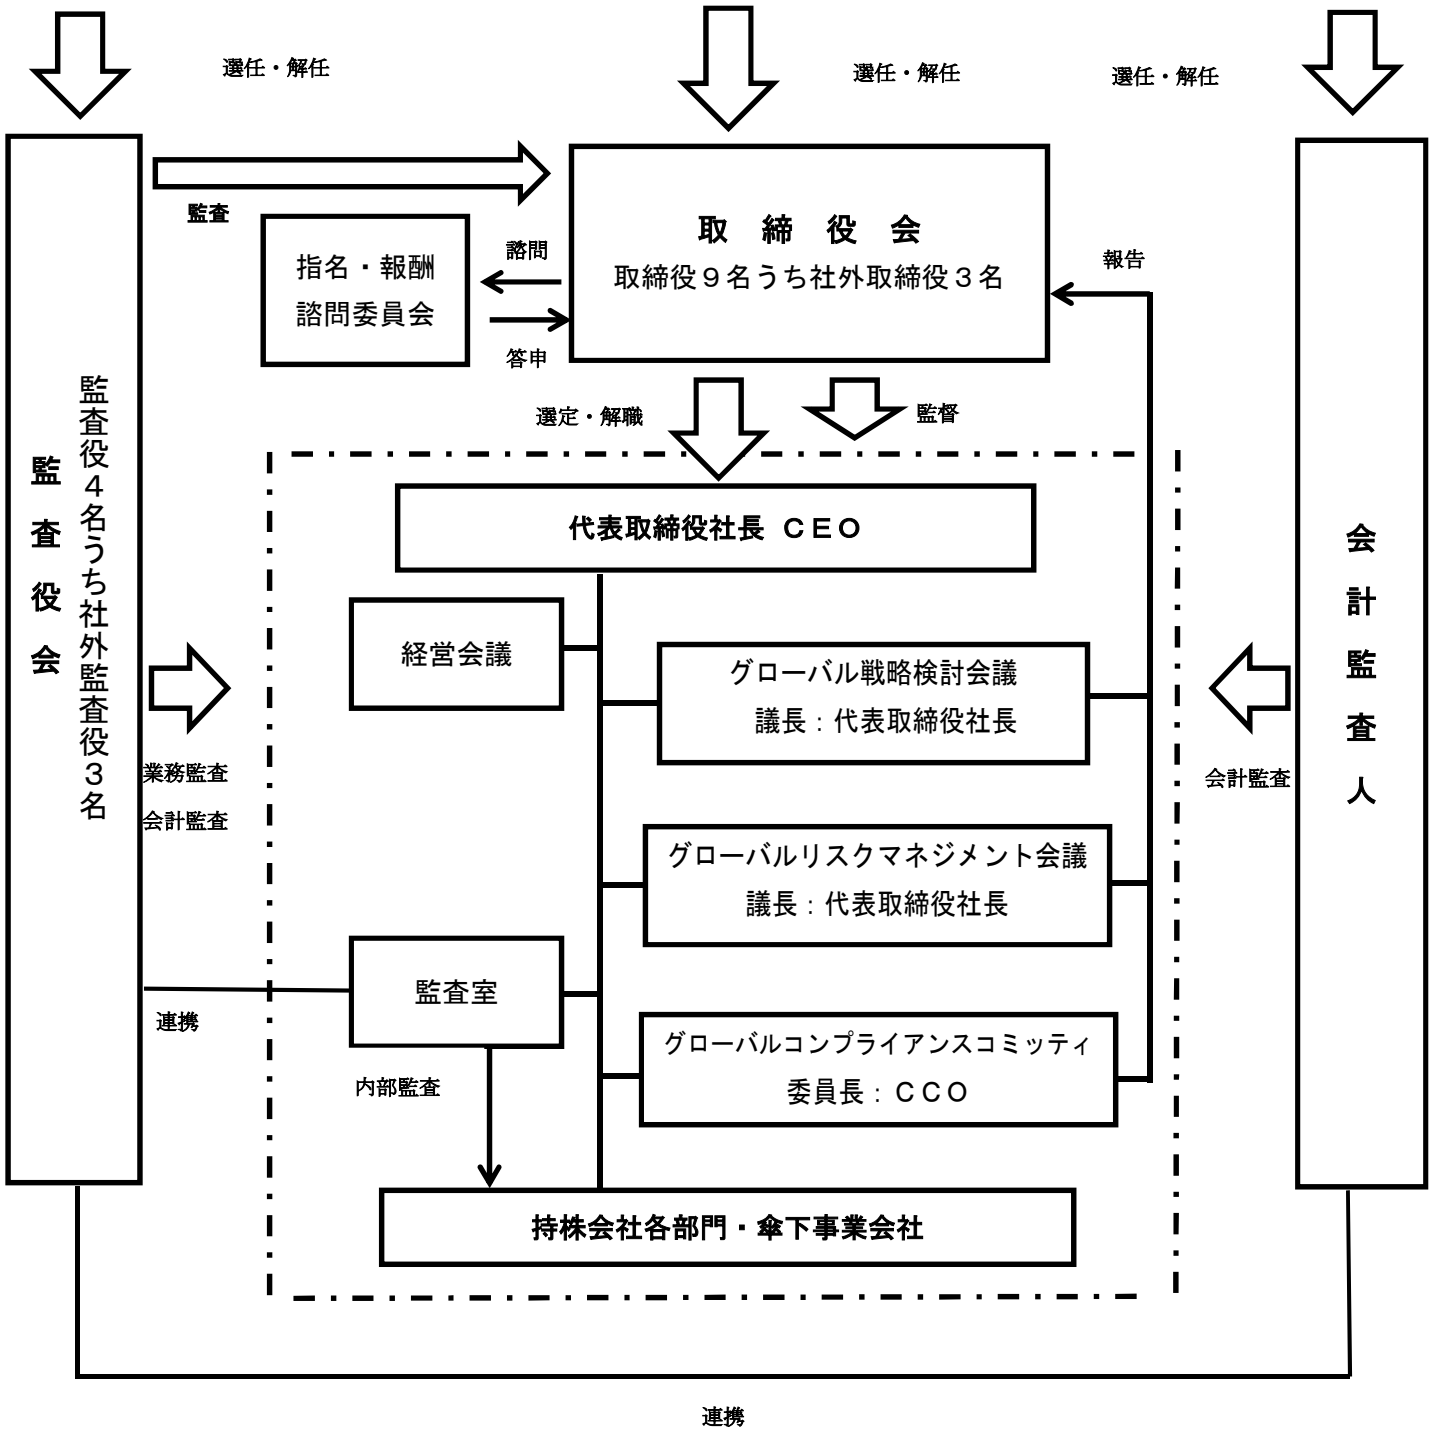 選任・解任
選任・解任
選任・解任
監査
取　締　役　会
取締役９名うち社外取締役３名
指名・報酬
諮問委員会
諮問
答申
報告
選定・解職
監督
監査役会
監査役４名うち社外監査役３名
代表取締役社長　ＣＥＯ
経営会議
グローバル戦略検討会議
議長：代表取締役社長
会計監査人
業務監査
会計監査
会計監査
グローバルリスクマネジメント会議
議長：代表取締役社長
監査室
連携
グローバルコンプライアンスコミッティ
委員長：ＣＣＯ
内部監査
持株会社各部門・傘下事業会社
連携